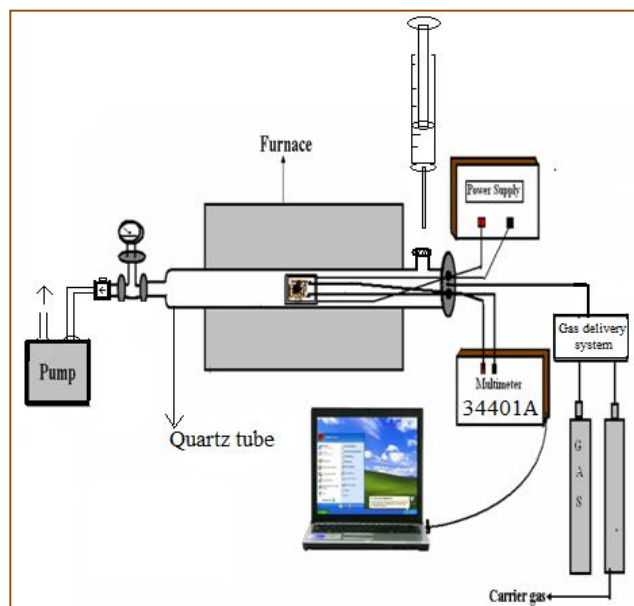 Furnace
Power Supply
Gas delivery
system
Pump
Multimeter
34401A
Quartz tube
G
A
S
Carrier gas